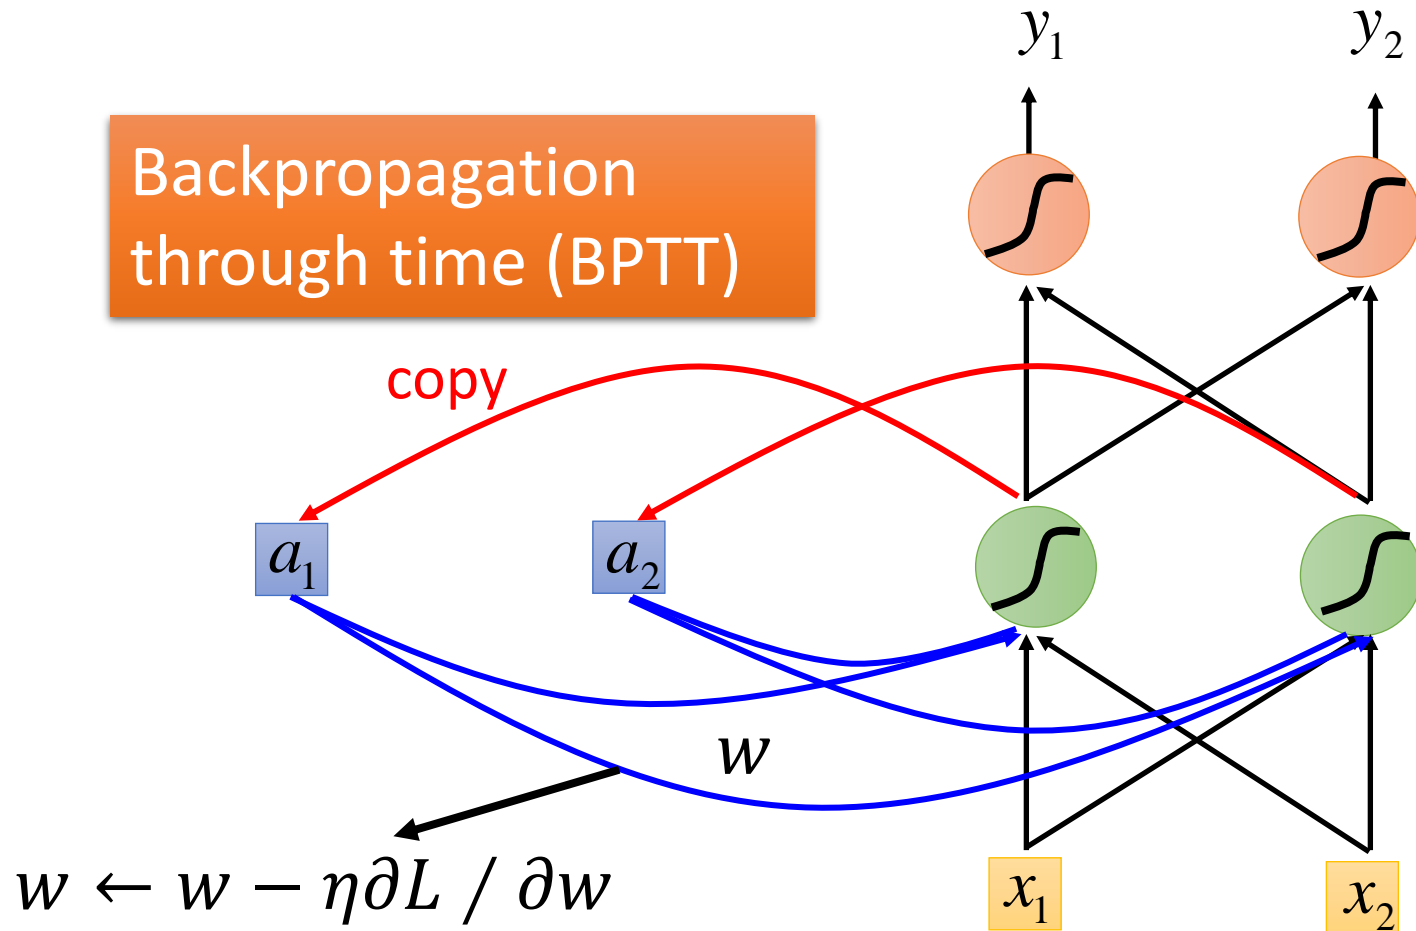 y₁ y₂
Backpropagation
through time (BPTT)
copy
a₁ a₂
w
w ← w − η∂L / ∂w
x₁ x₂